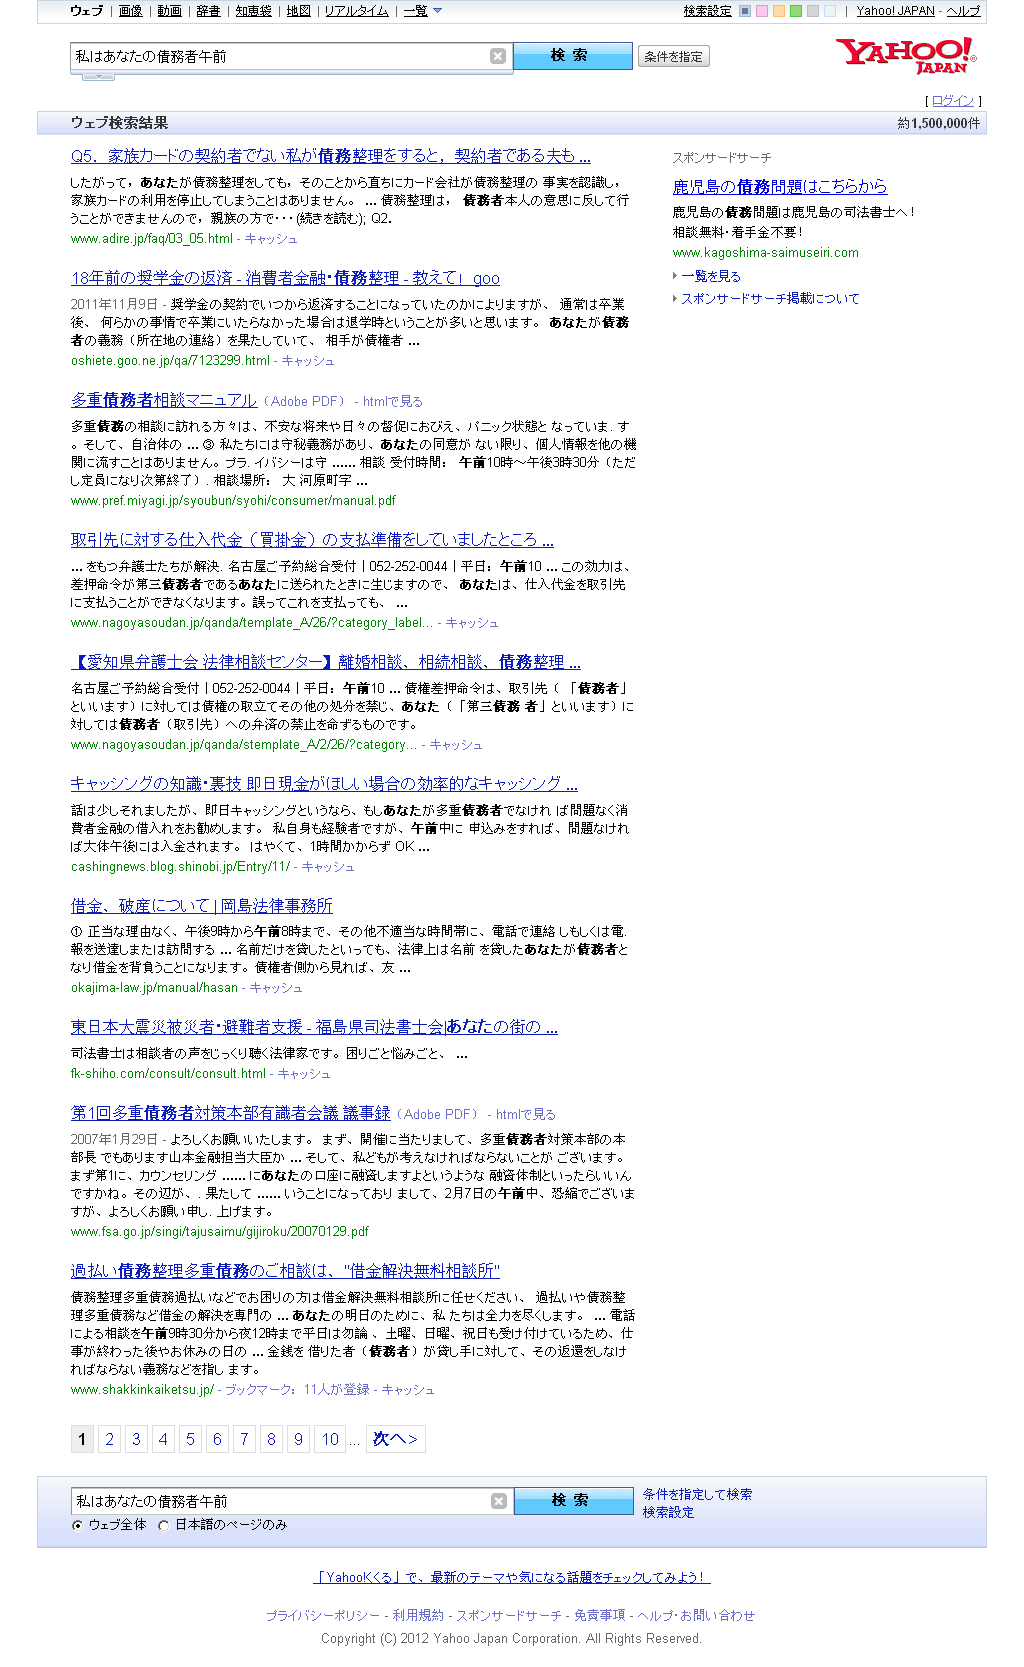 ウェブ | 画像 | 動画 | 辞書 | 知恵袋 | 地図 | リアルタイム | 一覧
検索設定 | Yahoo! JAPAN - ヘルプ
私はあなたの債務者午前 検 索 条件を指定
YAHOO! JAPAN
[ ログイン ]
ウェブ検索結果 約1,500,000件
Q5. 家族カードの契約者でない私が債務整理をすると, 契約者である夫も ...
したがって, あなたが債務整理をしても, そのことから直ちにカード会社が債務整理の 事実を認識し,
家族カードの利用を停止してしまうことはありません。 ... 債務整理は, 債務者本人の意思に反して行
うことができませんので, 親族の方で・・・(続きを読む); Q2.
www.adire.jp/faq/03_05.html - キャッシュ
18年前の奨学金の返済 - 消費者金融・債務整理 - 教えて! goo
2011年11月9日 - 奨学金の契約でいつから返済することになっていたのかによりますが、 通常は卒業
後、 何らかの事情で卒業にいたらなかった場合は退学時ということが多いと思います。 あなたが債務
者の義務（所在地の連絡）を果たしていて、 相手が債権者 ...
oshiete.goo.ne.jp/qa/7123299.html - キャッシュ
多重債務者相談マニュアル（Adobe PDF） - htmlで見る
多重債務の相談に訪れる方々は、不安な将来や日々の督促におびえ、パニック状態と なっていま. す
。そして、自治体の ... ③ 私たちには守秘義務があり、あなたの同意が ない限り、個人情報を他の機
関に流すことはありません。プラ. イバシーは守 ...... 相談 受付時間： 午前10時～午後3時30分（ただ
し定員になり次第終了）. 相談場所： 大 河原町字 ...
www.pref.miyagi.jp/syoubun/syohi/consumer/manual.pdf
取引先に対する仕入代金（買掛金）の支払準備をしていましたところ ...
... をもつ弁護士たちが解決. 名古屋ご予約総合受付 | 052-252-0044 | 平日：午前10 ... この効力は、
差押命令が第三債務者であるあなたに送られたときに生じますので、 あなたは、仕入代金を取引先
に支払うことができなくなります。誤ってこれを支払っても、 ...
www.nagoyasoudan.jp/qanda/template_A/26/?category_label... - キャッシュ
【愛知県弁護士会 法律相談センター】離婚相談、相続相談、債務整理 ...
名古屋ご予約総合受付 | 052-252-0044 | 平日：午前10 ... 債権差押命令は、取引先（「債務者」
といいます）に対しては債権の取立てその他の処分を禁じ、あなた（「第三債務 者」といいます）に
対しては債務者（取引先）への弁済の禁止を命ずるものです。
www.nagoyasoudan.jp/qanda/stemplate_A/2/26/?category... - キャッシュ
キャッシングの知識・裏技 即日現金がほしい場合の効率的なキャッシング ...
話は少しそれましたが、即日キャッシングというなら、もしあなたが多重債務者でなけれ ば問題なく消
費者金融の借入れをお勧めします。 私自身も経験者ですが、午前中に 申込みをすれば、問題なけれ
ば大体午後には入金されます。 はやくて、1時間かからず OK ...
cashingnews.blog.shinobi.jp/Entry/11/ - キャッシュ
借金、破産について | 岡島法律事務所
① 正当な理由なく、午後9時から午前8時まで、その他不適当な時間帯に、電話で連絡 しもしくは電.
報を送達しまたは訪問する ... 名前だけを貸したといっても、法律上は名前 を貸したあなたが債務者と
なり借金を背負うことになります。債権者側から見れば、友 ...
okajima-law.jp/manual/hasan - キャッシュ
東日本大震災被災者・避難者支援 - 福島県司法書士会|あなたの街の ...
司法書士は相談者の声をじっくり聴く法律家です。困りごと悩みごと、 ...
fk-shiho.com/consult/consult.html - キャッシュ
第1回多重債務者対策本部有識者会議 議事録（Adobe PDF） - htmlで見る
2007年1月29日 - よろしくお願いいたします。 まず、開催に当たりまして、多重債務者対策本部の本
部長 でもあります山本金融担当大臣か ... そして、私どもが考えなければならないことが ございます。
まず第1に、カウンセリング ...... にあなたの口座に融資しますよというような 融資体制といったらいいん
ですかね。その辺が、. 果たして ...... いうことになっており まして、2月7日の午前中、恐縮でございま
すが、よろしくお願い申し. 上げます。
www.fsa.go.jp/singi/tajusaimu/gijiroku/20070129.pdf
過払い債務整理多重債務のご相談は、"借金解決無料相談所"
債務整理多重債務過払いなどでお困りの方は借金解決無料相談所に任せください、 過払いや債務整
理多重債務など借金の解決を専門の ... あなたの明日のために、私 たちは全力を尽くします。 ... 電話
による相談を午前9時30分から夜12時まで平日は勿論 、土曜、日曜、祝日も受け付けているため、仕
事が終わった後やお休みの日の ... 金銭を 借りた者（債務者）が貸し手に対して、その返還をしなけ
ればならない義務などを指し ます。
www.shakkinkaiketsu.jp/ - ブックマーク：11人が登録 - キャッシュ
スポンサードサーチ
鹿児島の債務問題はこちらから
鹿児島の債務問題は鹿児島の司法書士へ！
相談無料・着手金不要！
www.kagoshima-saimuseiri.com
一覧を見る
スポンサードサーチ掲載について
1 2 3 4 5 6 7 8 9 10 ... 次へ>
私はあなたの債務者午前 検 索 条件を指定して検索
検索設定
ウェブ全体 日本語のページのみ
「YahooKくる」で、最新のテーマや気になる話題をチェックしてみよう！
プライバシーポリシー - 利用規約 - スポンサードサーチ - 免責事項 - ヘルプ・お問い合わせ
Copyright (C) 2012 Yahoo Japan Corporation. All Rights Reserved.